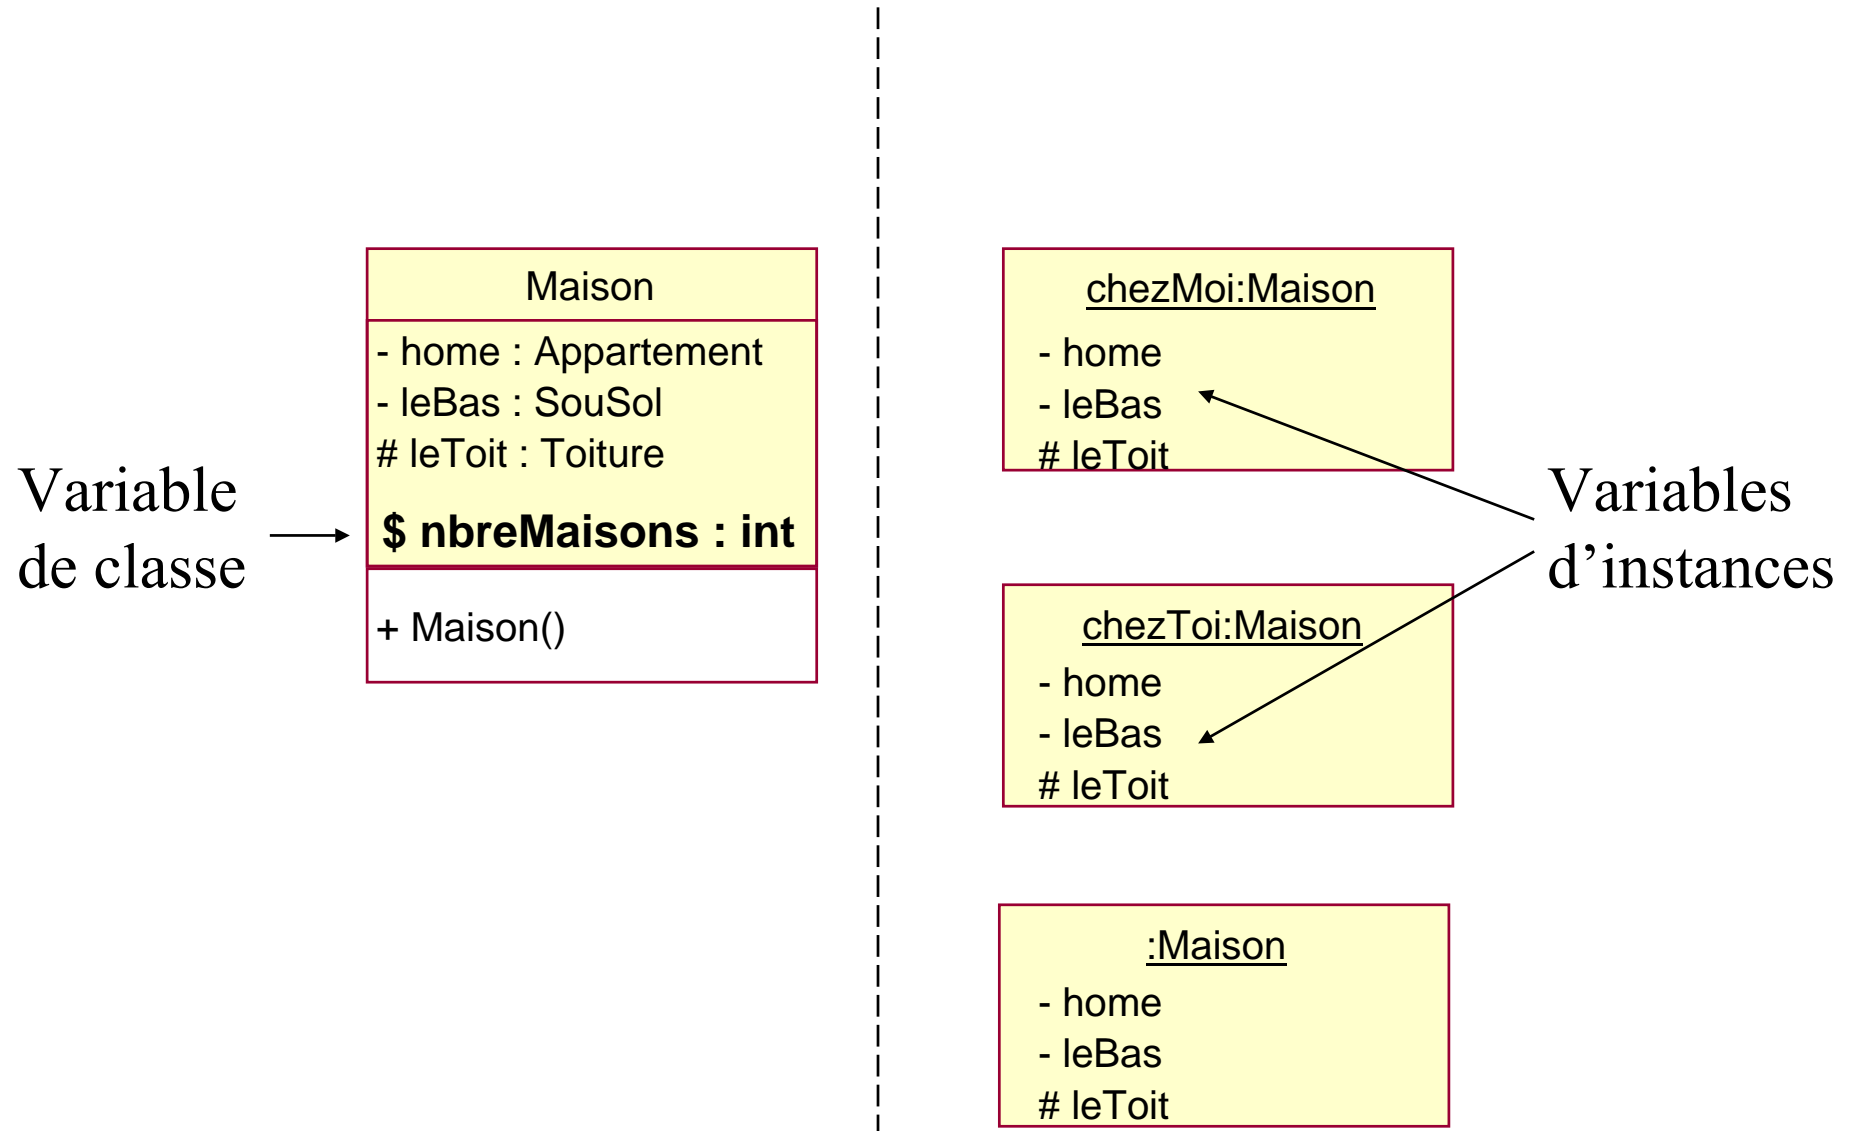 Variable
de classe
Maison
- home : Appartement
- leBas : SouSol
# leToit : Toiture
$ nbreMaisons : int
+ Maison()
chezMoi:Maison
- home
- leBas
# leToit
chezToi:Maison
- home
- leBas
# leToit
:Maison
- home
- leBas
# leToit
Variables
d’instances